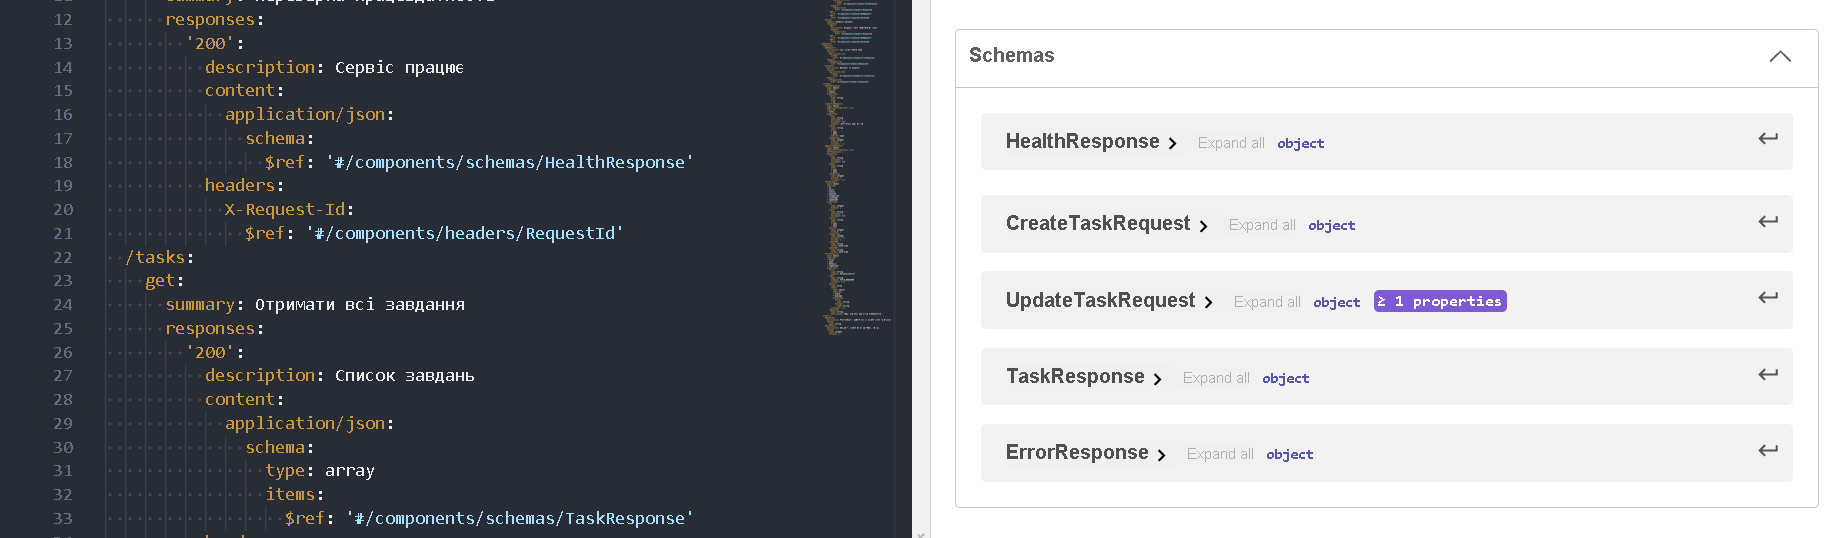 12 responses:
13 '200':
14 description: Сервіс працює
15 content:
16 application/json:
17 schema:
18 $ref: '#/components/schemas/HealthResponse'
19 headers:
20 X-Request-Id:
21 $ref: '#/components/headers/RequestId'
22 /tasks:
23 get:
24 summary: Отримати всі завдання
25 responses:
26 '200':
27 description: Список завдань
28 content:
29 application/json:
30 schema:
31 type: array
32 items:
33 $ref: '#/components/schemas/TaskResponse'
Schemas
HealthResponse Expand all object
CreateTaskRequest Expand all object
UpdateTaskRequest Expand all object ≥ 1 properties
TaskResponse Expand all object
ErrorResponse Expand all object